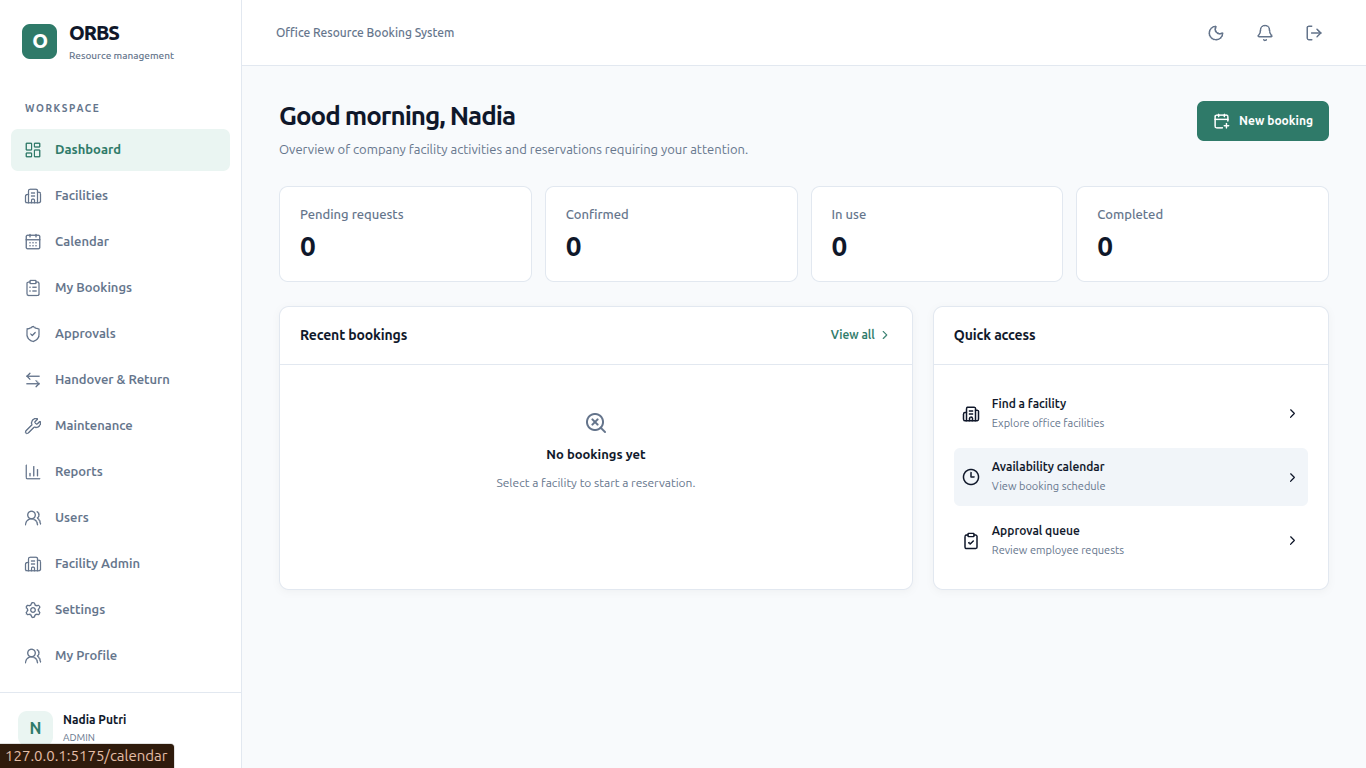 O
ORBS
Resource management
WORKSPACE
Dashboard
Facilities
Calendar
My Bookings
Approvals
Handover & Return
Maintenance
Reports
Users
Facility Admin
Settings
My Profile
N
Nadia Putri
ADMIN
127.0.0.1:5175/calendar
Office Resource Booking System
Good morning, Nadia
Overview of company facility activities and reservations requiring your attention.
New booking
Pending requests
0
Confirmed
0
In use
0
Completed
0
Recent bookings
View all
No bookings yet
Select a facility to start a reservation.
Quick access
Find a facility
Explore office facilities
Availability calendar
View booking schedule
Approval queue
Review employee requests